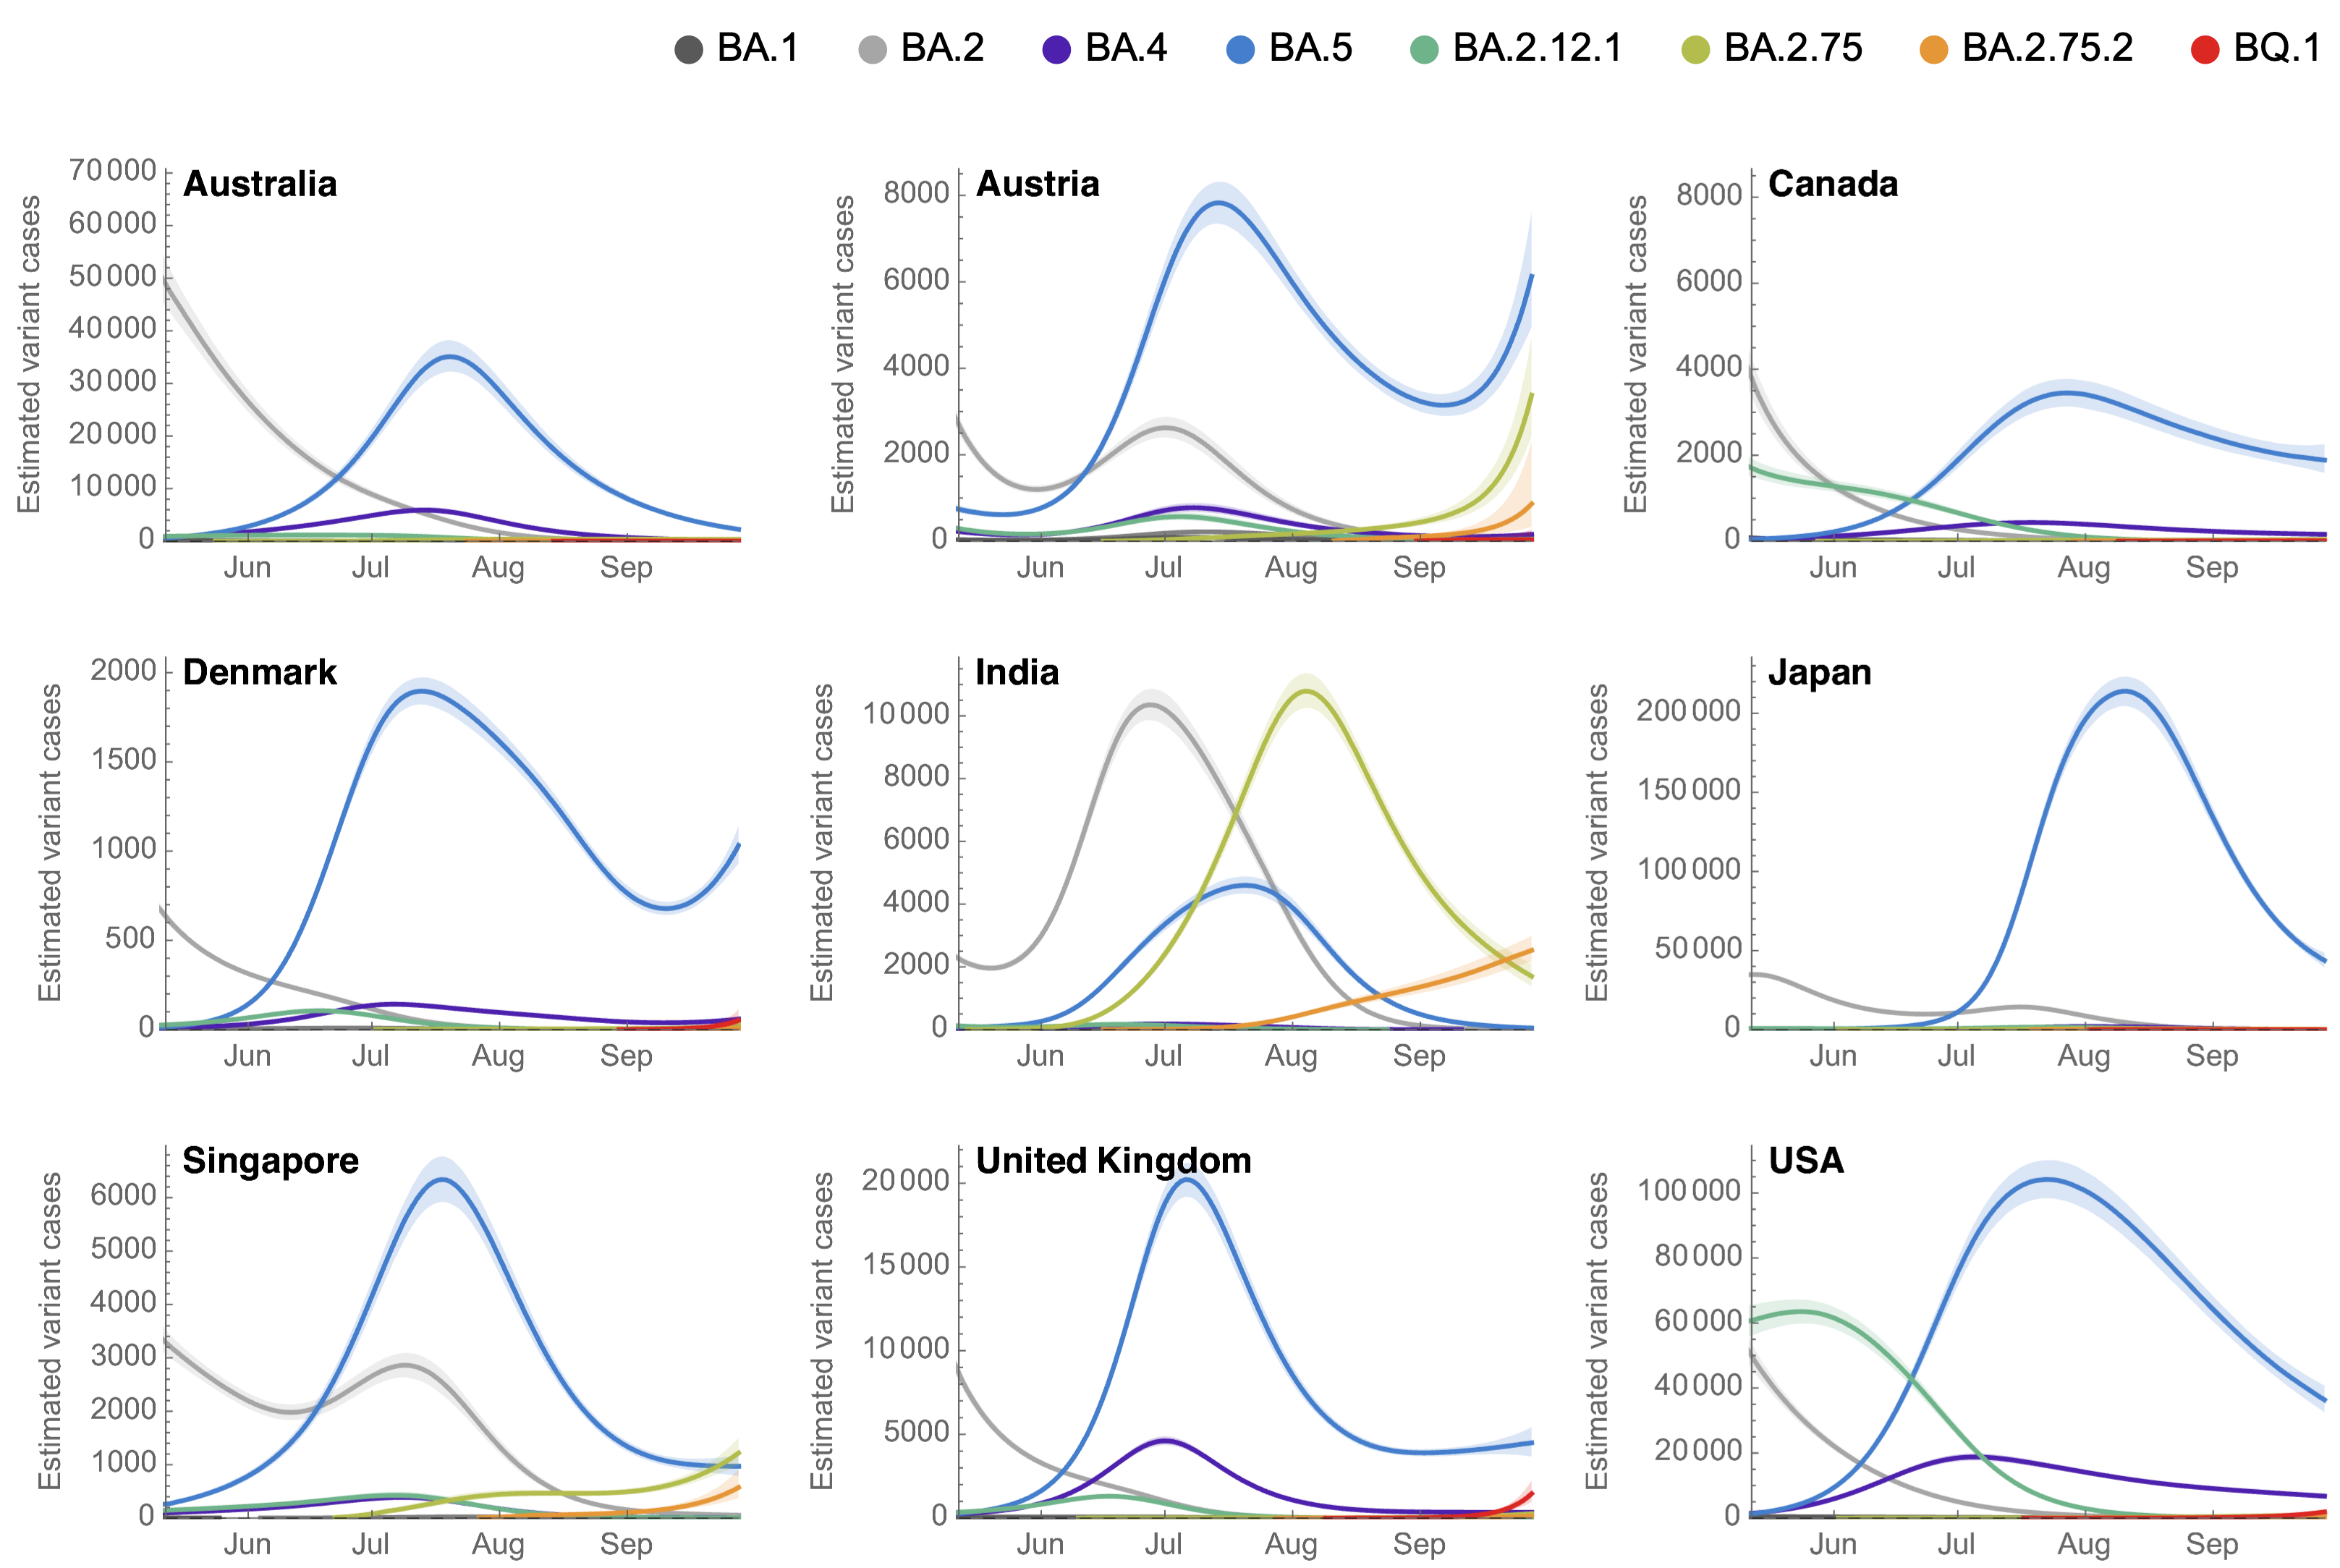 BA.1 BA.2 BA.4 BA.5 BA.2.12.1 BA.2.75 BA.2.75.2 BQ.1
Australia
Estimated variant cases
70 000
60 000
50 000
40 000
30 000
20 000
10 000
0
Jun Jul Aug Sep
Austria
Estimated variant cases
8000
6000
4000
2000
0
Jun Jul Aug Sep
Canada
Estimated variant cases
8000
6000
4000
2000
0
Jun Jul Aug Sep
Denmark
Estimated variant cases
2000
1500
1000
500
0
Jun Jul Aug Sep
India
Estimated variant cases
10 000
8000
6000
4000
2000
0
Jun Jul Aug Sep
Japan
Estimated variant cases
200 000
150 000
100 000
50 000
0
Jun Jul Aug Sep
Singapore
Estimated variant cases
6000
5000
4000
3000
2000
1000
0
Jun Jul Aug Sep
United Kingdom
Estimated variant cases
20 000
15 000
10 000
5000
0
Jun Jul Aug Sep
USA
Estimated variant cases
100 000
80 000
60 000
40 000
20 000
0
Jun Jul Aug Sep